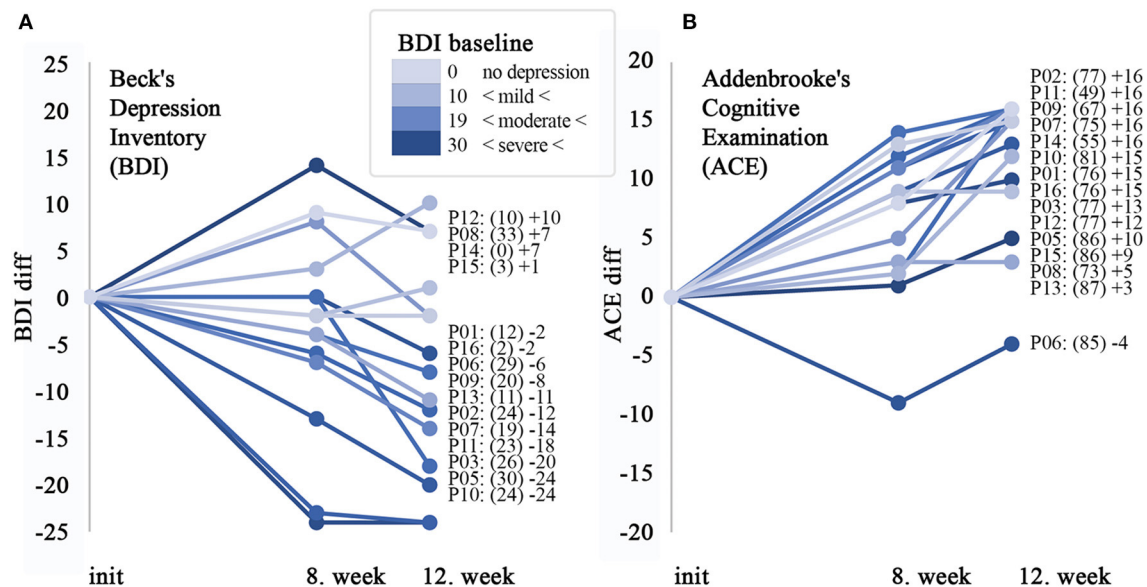 A
25
20
15
10
5
0
-5
-10
-15
-20
-25
BDI diff
Beck's
Depression
Inventory
(BDI)
BDI baseline
0 no depression
10 < mild <
19 < moderate <
30 < severe <
P12: (10) +10
P08: (33) +7
P14: (0) +7
P15: (3) +1
P01: (12) -2
P16: (2) -2
P06: (29) -6
P09: (20) -8
P13: (11) -11
P02: (24) -12
P07: (19) -14
P11: (23) -18
P03: (26) -20
P05: (30) -24
P10: (24) -24
init
8. week
12. week
B
20
15
10
5
0
-5
-10
-15
-20
ACE diff
Addenbrooke's
Cognitive
Examination
(ACE)
P02: (77) +16
P11: (49) +16
P09: (67) +16
P07: (75) +16
P14: (55) +16
P10: (81) +15
P01: (76) +15
P16: (76) +15
P03: (77) +13
P12: (77) +12
P05: (86) +10
P15: (86) +9
P08: (73) +5
P13: (87) +3
P06: (85) -4
init
8. week
12. week